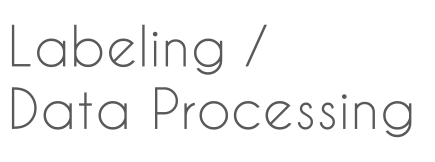 Labeling /
Data Processing